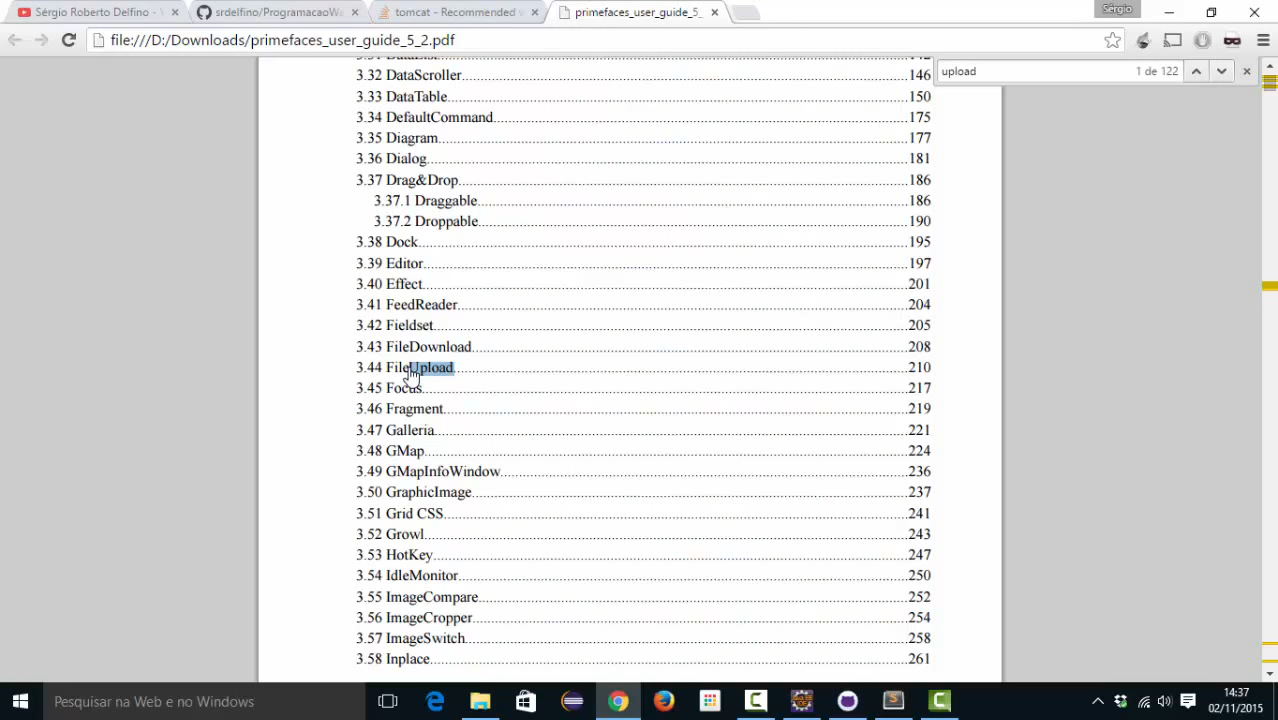 Sérgio Roberto Delfino - 
srdelfino/ProgramacaoWa
tomcat - Recommended w
primefaces_user_guide_5_
Sérgio
file:///D:/Downloads/primefaces_user_guide_5_2.pdf
upload 1 de 122
3.32 DataScroller 146
3.33 DataTable 150
3.34 DefaultCommand 175
3.35 Diagram 177
3.36 Dialog 181
3.37 Drag&Drop 186
3.37.1 Draggable 186
3.37.2 Droppable 190
3.38 Dock 195
3.39 Editor 197
3.40 Effect 201
3.41 FeedReader 204
3.42 Fieldset 205
3.43 FileDownload 208
3.44 FileUpload 210
3.45 Focus 217
3.46 Fragment 219
3.47 Galleria 221
3.48 GMap 224
3.49 GMapInfoWindow 236
3.50 GraphicImage 237
3.51 Grid CSS 241
3.52 Growl 243
3.53 HotKey 247
3.54 IdleMonitor 250
3.55 ImageCompare 252
3.56 ImageCropper 254
3.57 ImageSwitch 258
3.58 Inplace 261
Pesquisar na Web e no Windows
14:37
02/11/2015